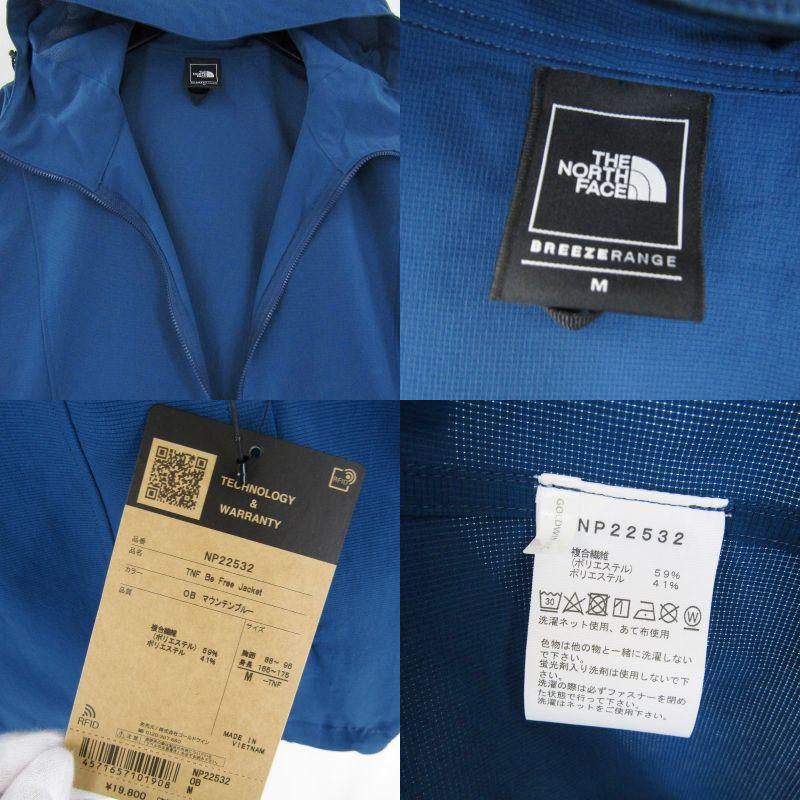 THE
NORTH
FACE
THE
NORTH
FACE
BREEZERANGE
M
RFID
TECHNOLOGY
&
WARRANTY
品番 NP22532
品名 TNF Be Free Jacket
カラー OB マウンテンブルー
品質
サイズ
複合繊維
(ポリエステル) 59%
ポリエステル 41%
胸囲 88~ 96
身長 165~175
M -TNF
RFID
MADE IN
VIETNAM
4571657101908
NP22532
OB
M
¥19,800
GOLDWIN
NP22532
複合繊維
(ポリエステル) 59%
ポリエステル 41%
30
W
洗濯ネット使用、あて布使用
色物は他の物と一緒に洗濯しない
で下さい。
蛍光剤入り洗剤は使用しないで下
さい。
洗濯の際は必ずファスナーを閉め
た状態で行って下さい。
洗濯はネットをご使用下さい。